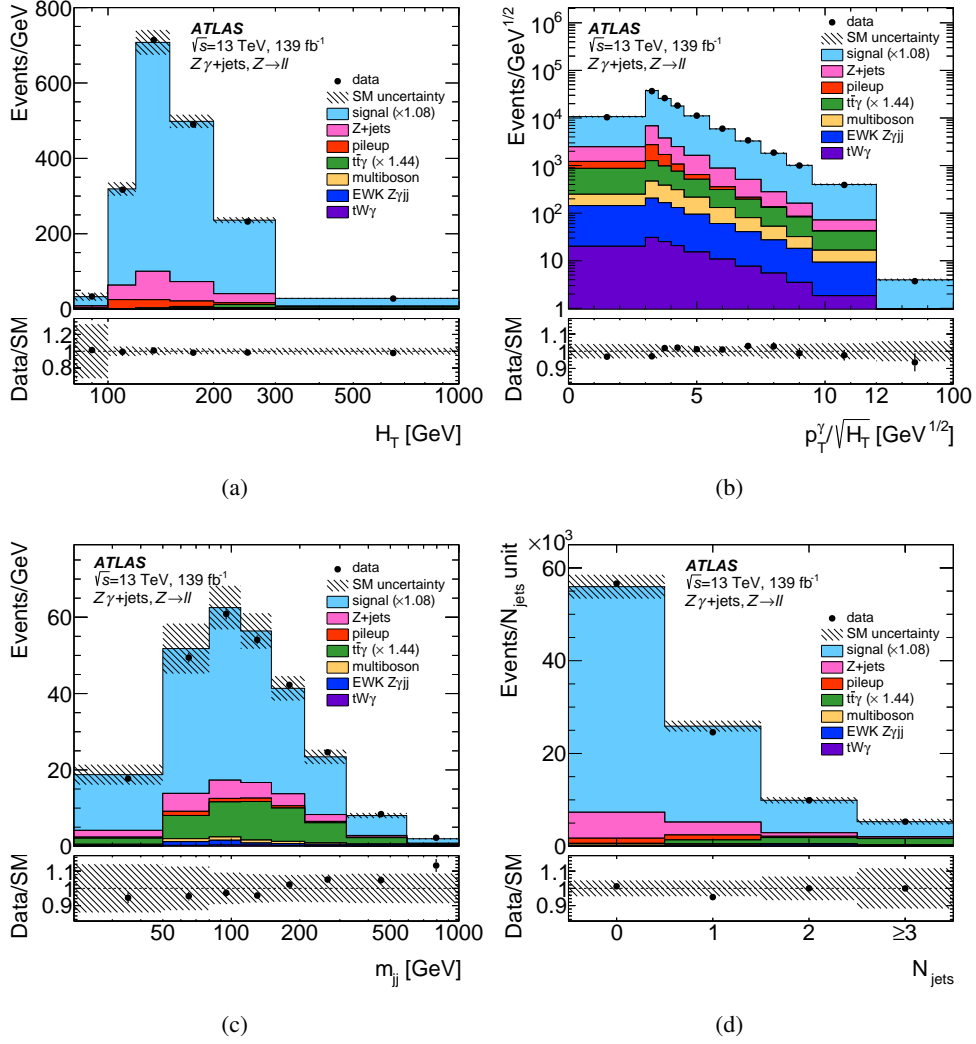 Events/GeV
800
600
400
200
0
ATLAS
√s=13 TeV, 139 fb⁻¹
Zγ+jets, Z→ll
data
SM uncertainty
signal (×1.08)
Z+jets
pileup
tt̄γ (× 1.44)
multiboson
EWK Zγjj
tWγ
Data/SM
1.2
1
0.8
100 200 300 1000
H_T [GeV]
(a)
Events/GeV^1/2
10⁶
10⁵
10⁴
10³
10²
10
1
ATLAS
√s=13 TeV, 139 fb⁻¹
Zγ+jets, Z→ll
data
SM uncertainty
signal (×1.08)
Z+jets
pileup
tt̄γ (× 1.44)
multiboson
EWK Zγjj
tWγ
Data/SM
1.1
1
0.9
0 5 10 12 100
p_T^γ/√H_T [GeV^1/2]
(b)
Events/GeV
60
40
20
0
ATLAS
√s=13 TeV, 139 fb⁻¹
Zγ+jets, Z→ll
data
SM uncertainty
signal (×1.08)
Z+jets
pileup
tt̄γ (× 1.44)
multiboson
EWK Zγjj
tWγ
Data/SM
1.1
1
0.9
50 100 200 1000
m_jj [GeV]
(c)
×10³
Events/N_jets unit
60
40
20
0
ATLAS
√s=13 TeV, 139 fb⁻¹
Zγ+jets, Z→ll
data
SM uncertainty
signal (×1.08)
Z+jets
pileup
tt̄γ (× 1.44)
multiboson
EWK Zγjj
tWγ
Data/SM
1.1
1
0.9
0 1 2 ≥3
N_jets
(d)